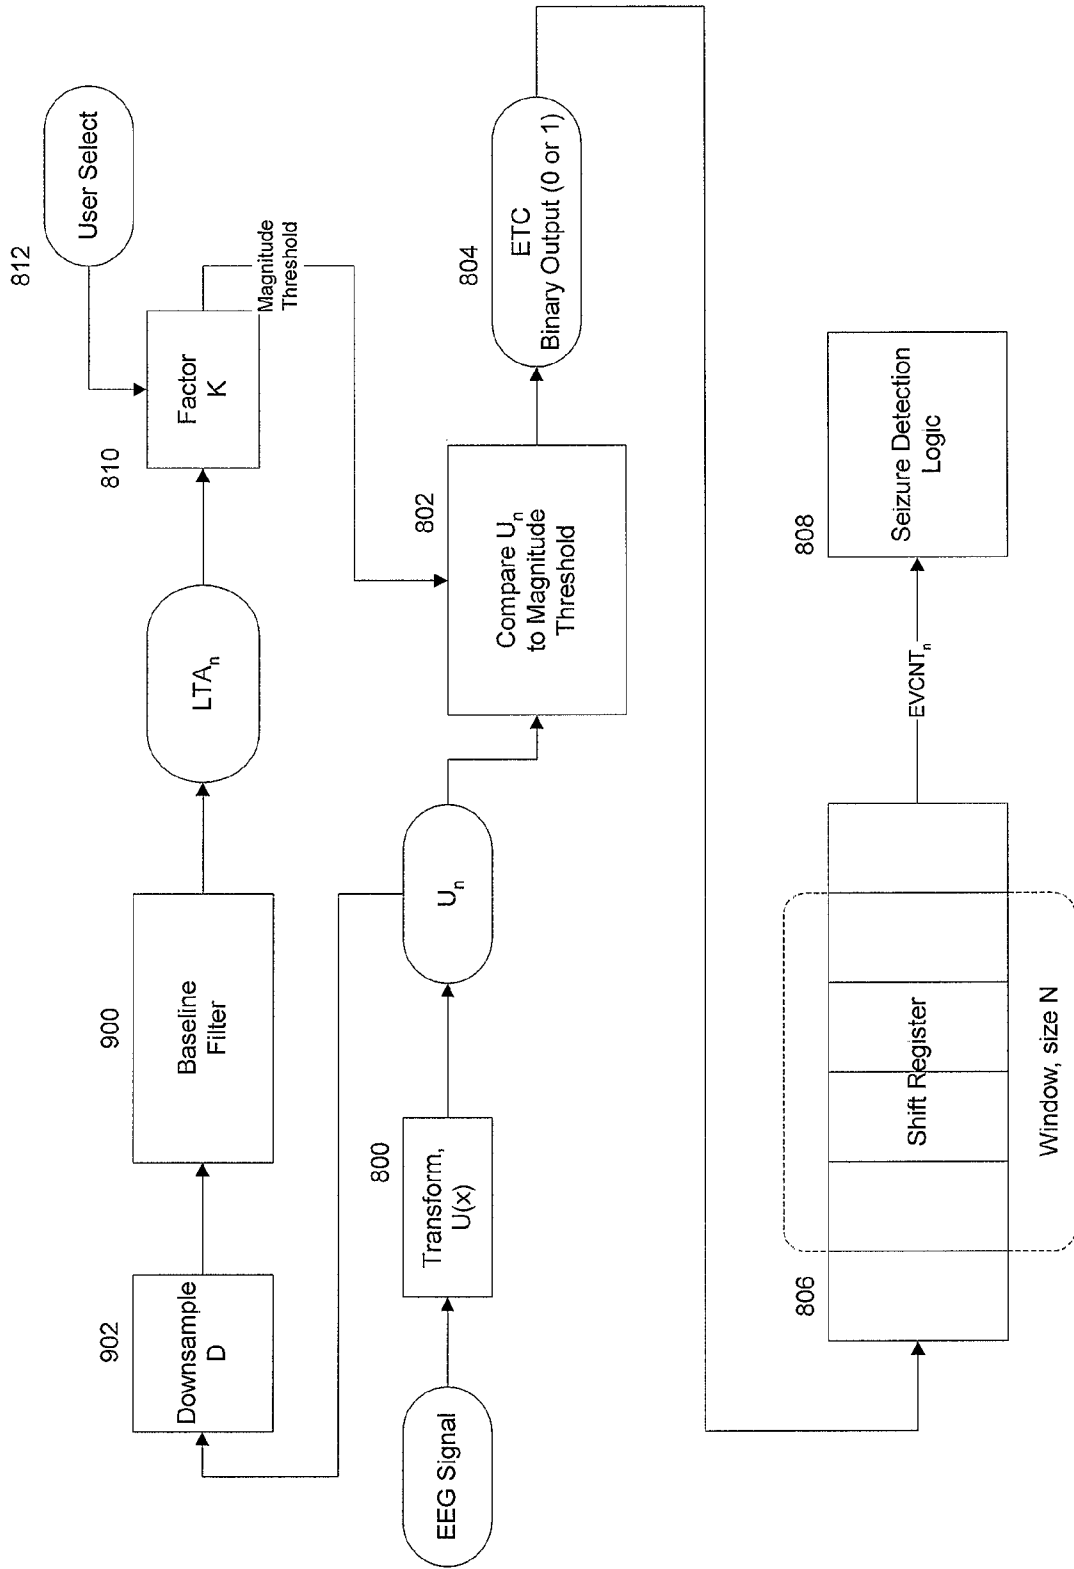 812
User Select
902
Downsample
D
900
Baseline
Filter
LTAₙ
810
Factor
K
Magnitude
Threshold
EEG Signal
800
Transform,
U(x)
Uₙ
802
Compare Uₙ
to Magnitude
Threshold
804
ETC
Binary Output (0 or 1)
806
Shift Register
Window, size N
EVCNTₙ
808
Seizure Detection
Logic